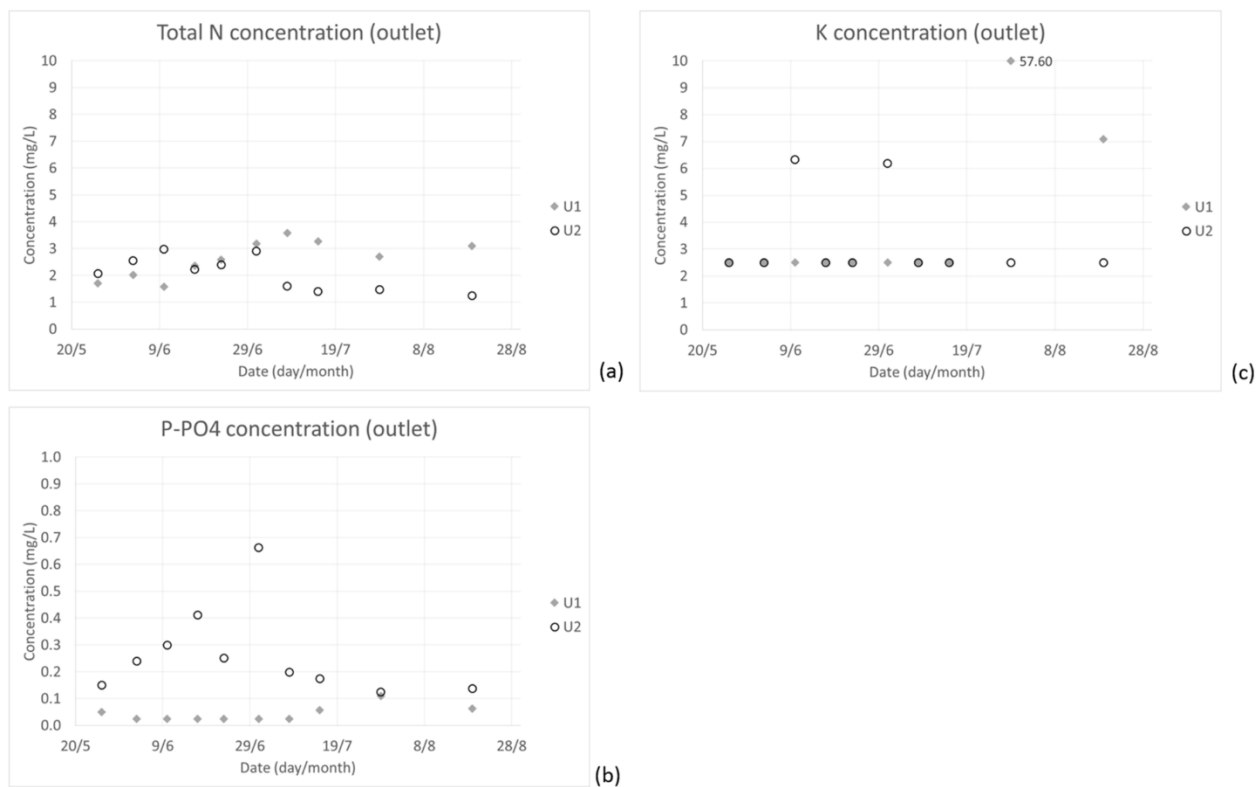 Total N concentration (outlet)
10
9
8
7
6
5
4
3
2
1
0
Concentration (mg/L)
20/5 9/6 29/6 19/7 8/8 28/8
Date (day/month)
U1
U2
(a)
K concentration (outlet)
57.60
10
9
8
7
6
5
4
3
2
1
0
Concentration (mg/L)
20/5 9/6 29/6 19/7 8/8 28/8
Date (day/month)
U1
U2
(c)
P-PO4 concentration (outlet)
1.0
0.9
0.8
0.7
0.6
0.5
0.4
0.3
0.2
0.1
0.0
Concentration (mg/L)
20/5 9/6 29/6 19/7 8/8 28/8
Date (day/month)
U1
U2
(b)